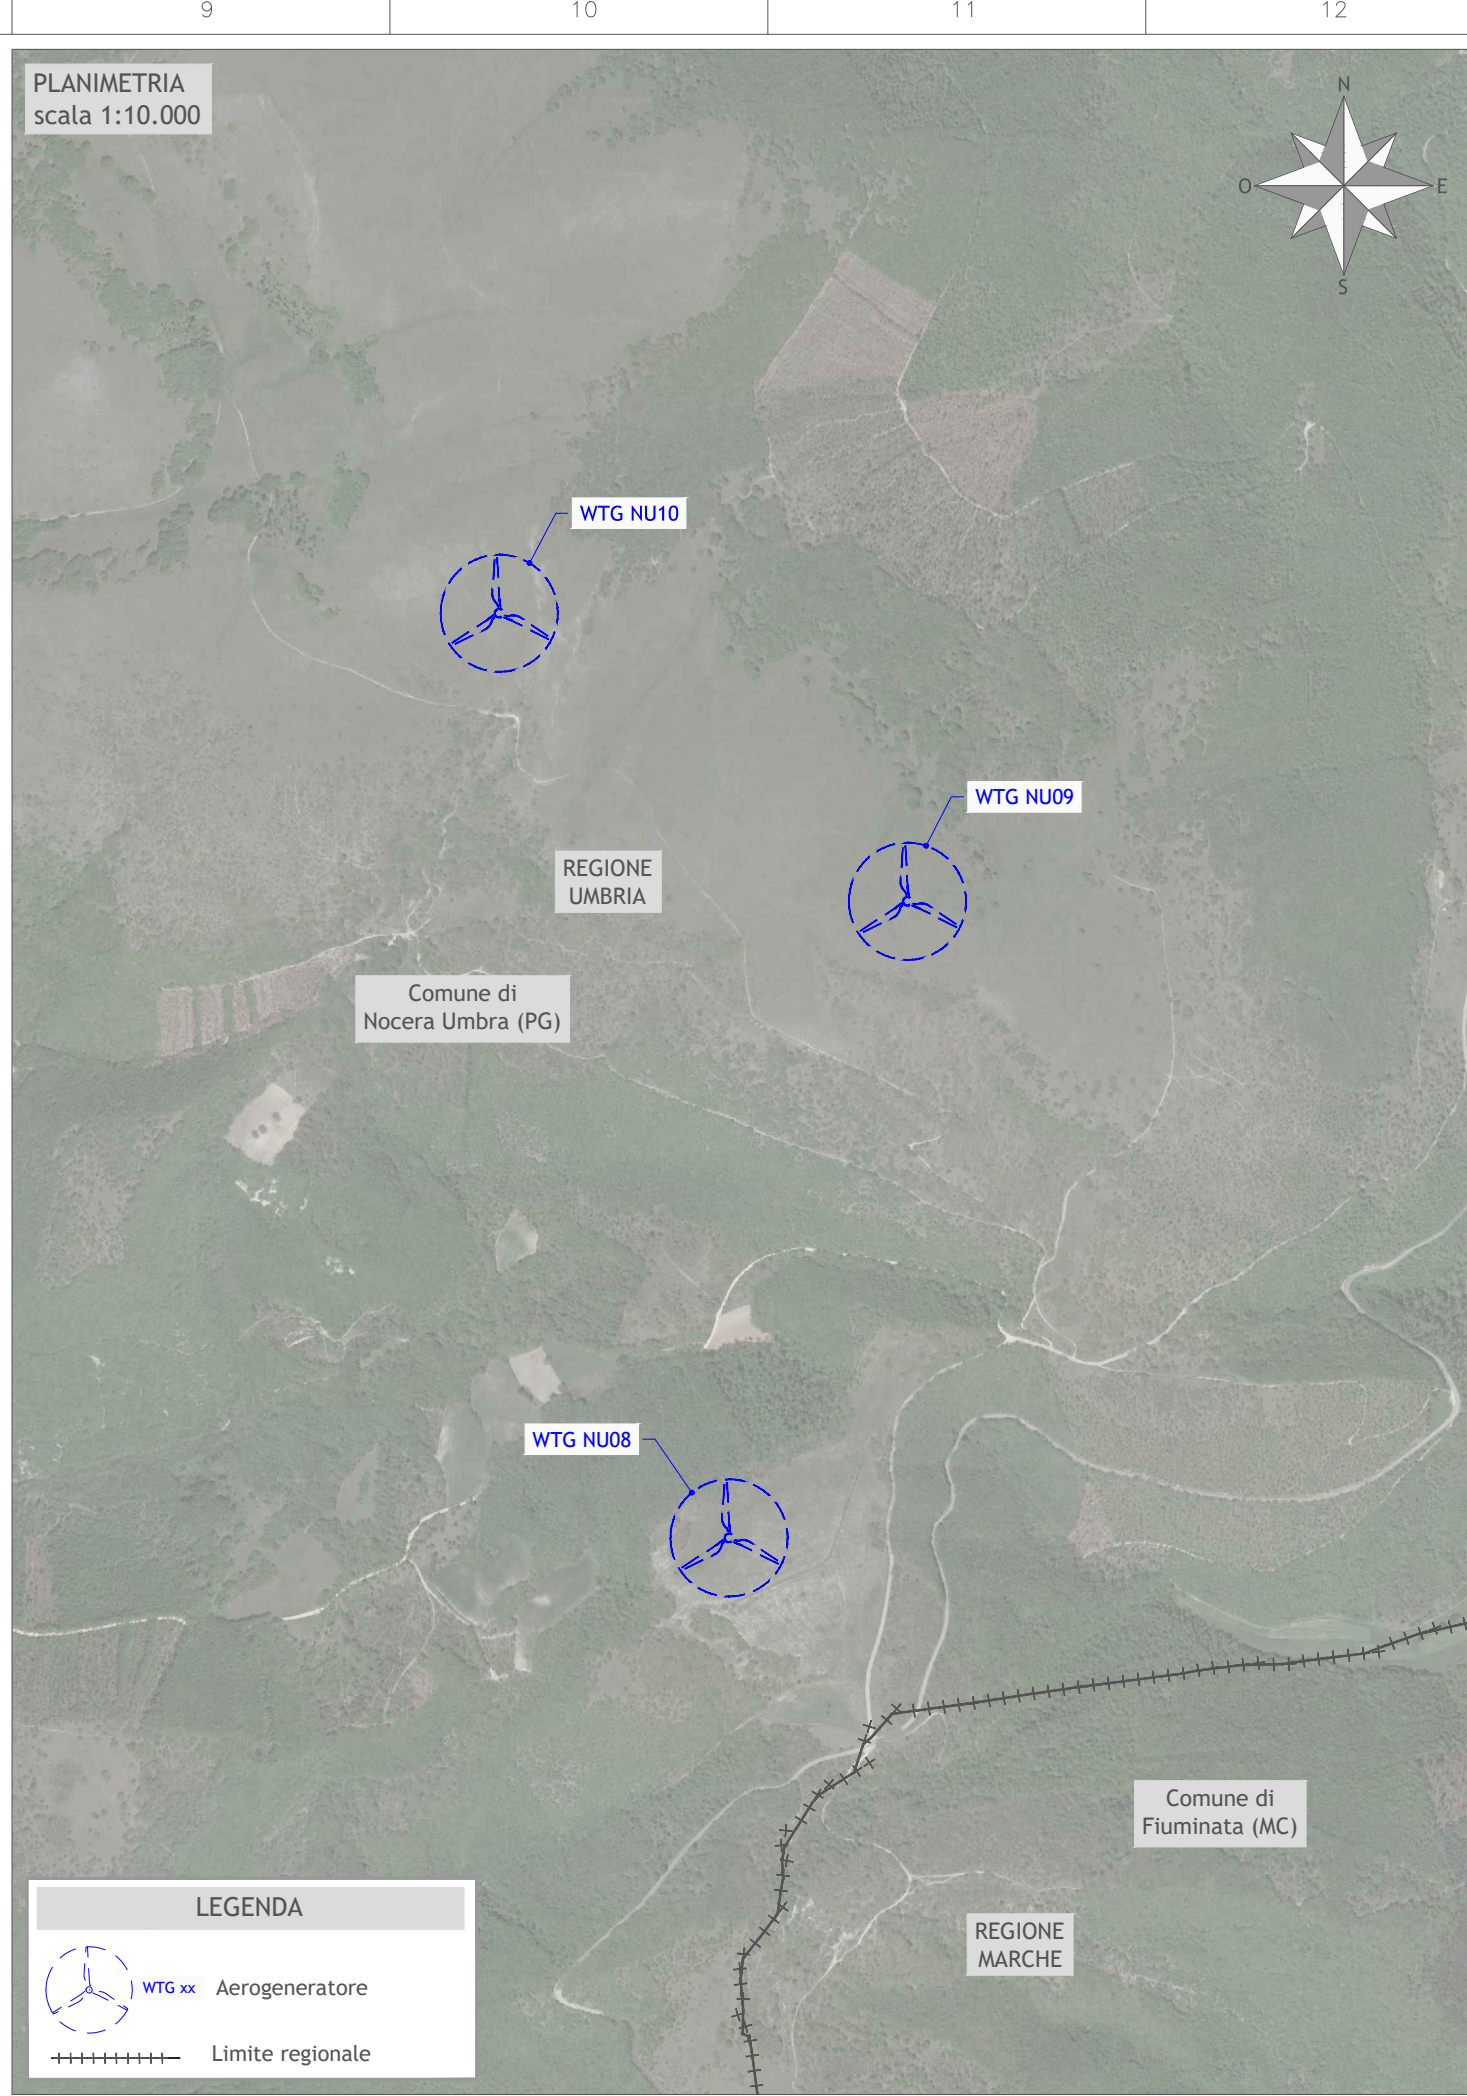 9
10
11
12
PLANIMETRIA
scala 1:10.000
N
O
E
S
WTG NU10
WTG NU09
REGIONE
UMBRIA
Comune di
Nocera Umbra (PG)
WTG NU08
Comune di
Fiuminata (MC)
REGIONE
MARCHE
LEGENDA
WTG xx Aerogeneratore
Limite regionale